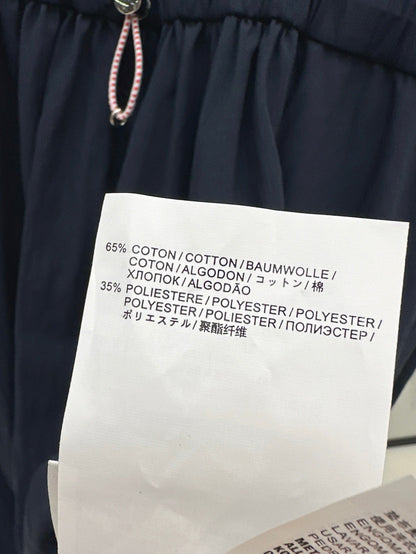 65% COTON / COTTON / BAUMWOLLE /
COTON / ALGODON / コットン / 棉
ХЛОПОК / ALGODÃO
35% POLIESTERE / POLYESTER / POLYESTER /
POLYESTER / POLIESTER / ПОЛИЭСТЕР /
ポリエステル / 聚酯纤维